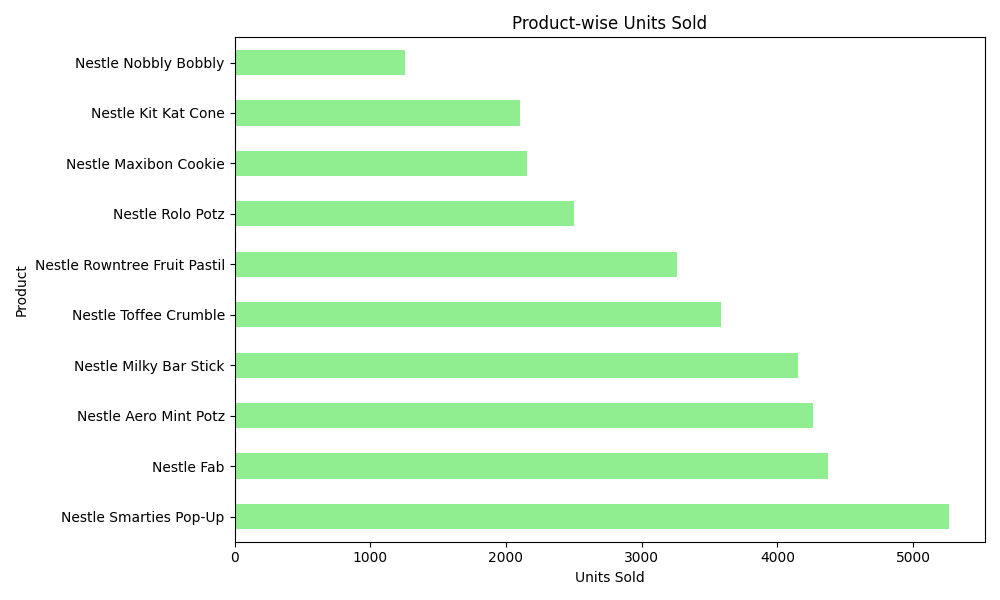 Product-wise Units Sold
Nestle Nobbly Bobbly
Nestle Kit Kat Cone
Nestle Maxibon Cookie
Nestle Rolo Potz
Nestle Rowntree Fruit Pastil
Nestle Toffee Crumble
Nestle Milky Bar Stick
Nestle Aero Mint Potz
Nestle Fab
Nestle Smarties Pop-Up
Product
0 1000 2000 3000 4000 5000
Units Sold